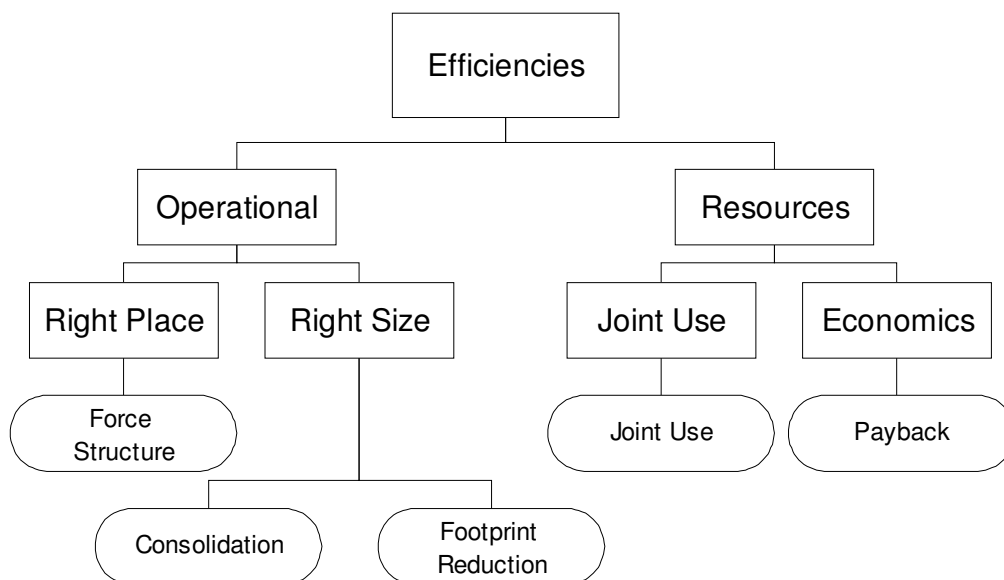 Efficiencies
Operational
Resources
Right Place
Right Size
Joint Use
Economics
Force
Structure
Joint Use
Payback
Consolidation
Footprint
Reduction